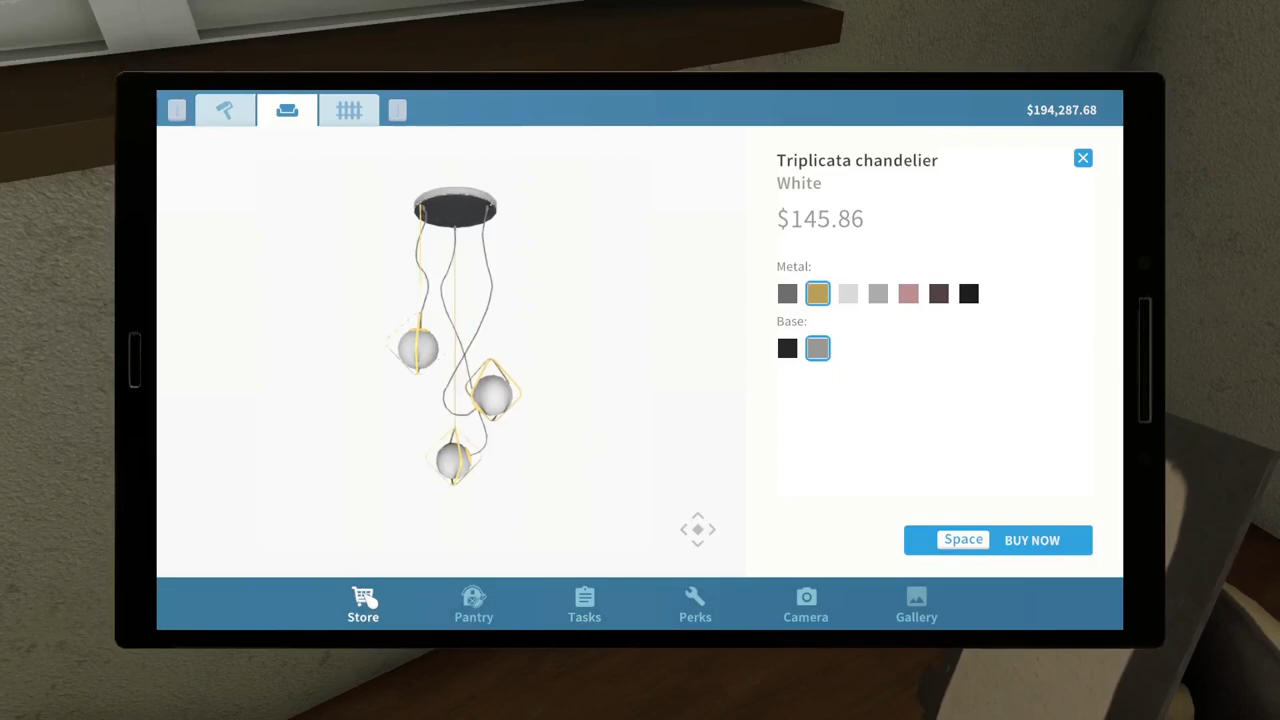 $194,287.68
Triplicata chandelier
White
$145.86
Metal:
Base:
Space BUY NOW
Store
Pantry
Tasks
Perks
Camera
Gallery